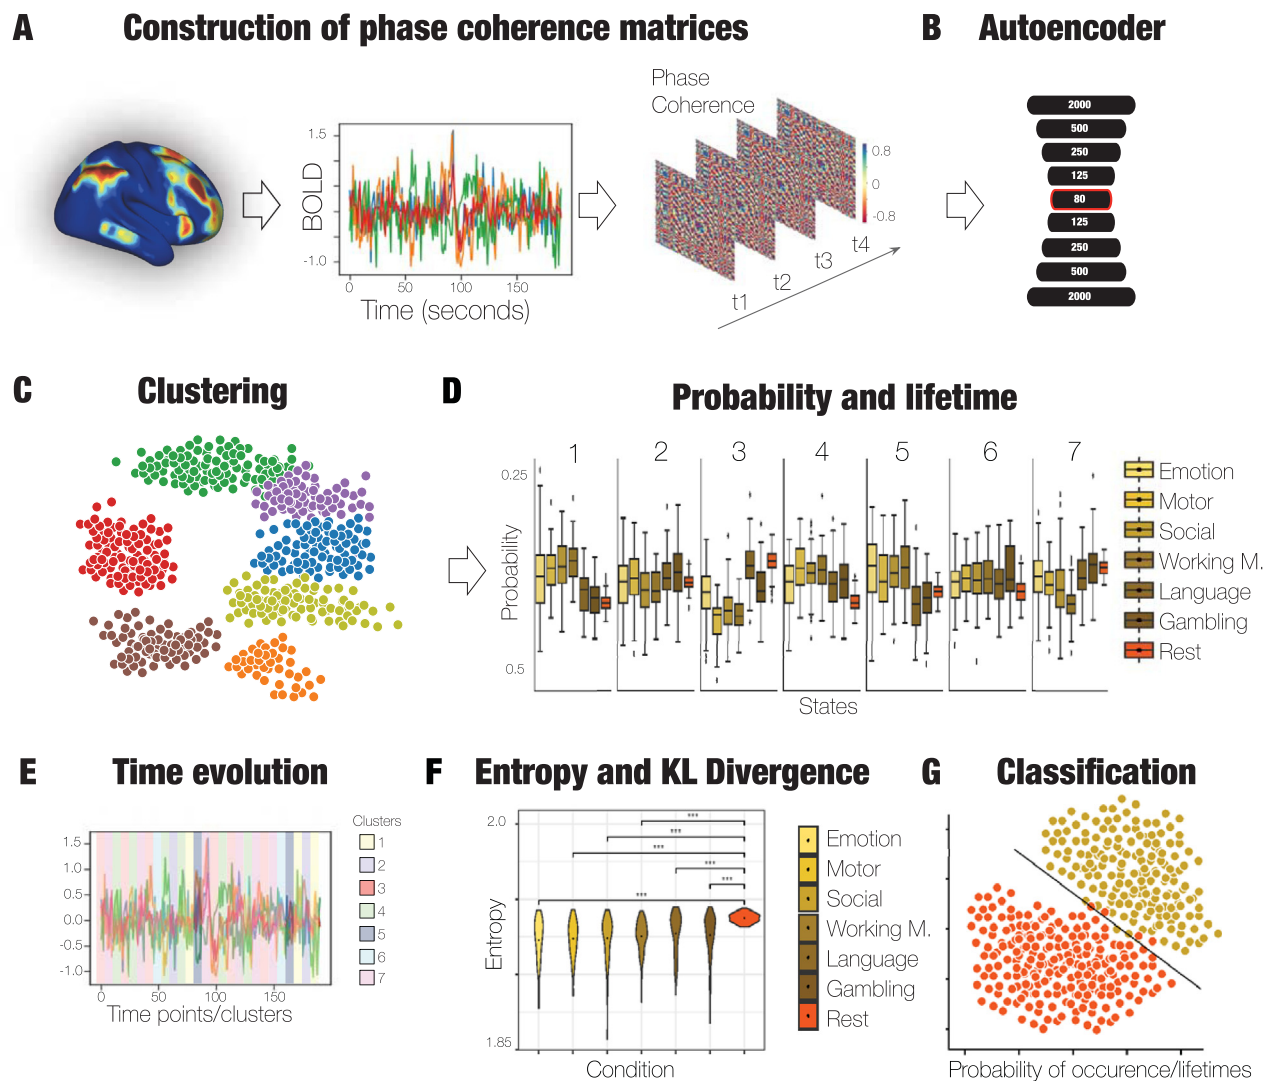 A Construction of phase coherence matrices
B Autoencoder
Phase
Coherence
1.5
BOLD
-1.0
0 50 100 150
Time (seconds)
0.8
0
-0.8
t1
t2
t3
t4
2000
500
250
125
80
125
250
500
2000
C Clustering
D Probability and lifetime
1 2 3 4 5 6 7
0.25
Probability
0.5
States
Emotion
Motor
Social
Working M.
Language
Gambling
Rest
E Time evolution
1.5
1.0
0.5
0.0
-0.5
-1.0
0 50 100 150
Time points/clusters
Clusters
1
2
3
4
5
6
7
F Entropy and KL Divergence
2.0
Entropy
1.85
***
***
***
***
***
***
Condition
Emotion
Motor
Social
Working M.
Language
Gambling
Rest
G Classification
Probability of occurence/lifetimes